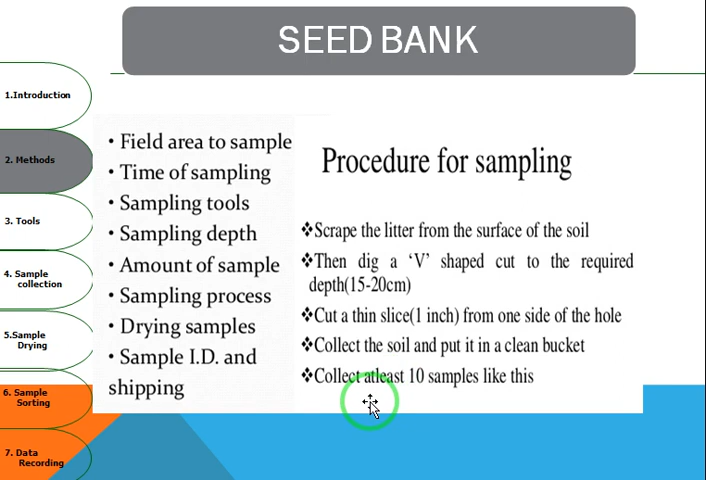 SEED BANK
1.Introduction
2. Methods
3. Tools
4. Sample
collection
5.Sample
Drying
6. Sample
Sorting
7. Data
Recording
• Field area to sample
• Time of sampling
• Sampling tools
• Sampling depth
• Amount of sample
• Sampling process
• Drying samples
• Sample I.D. and
shipping
Procedure for sampling
❖Scrape the litter from the surface of the soil
❖Then dig a ‘V’ shaped cut to the required
depth(15-20cm)
❖Cut a thin slice(1 inch) from one side of the hole
❖Collect the soil and put it in a clean bucket
❖Collect atleast 10 samples like this